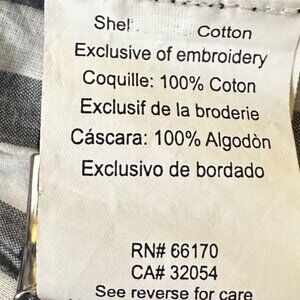 Shel Cotton
Exclusive of embroidery
Coquille: 100% Coton
Exclusif de la broderie
Cáscara: 100% Algodòn
Exclusivo de bordado
RN# 66170
CA# 32054
See reverse for care